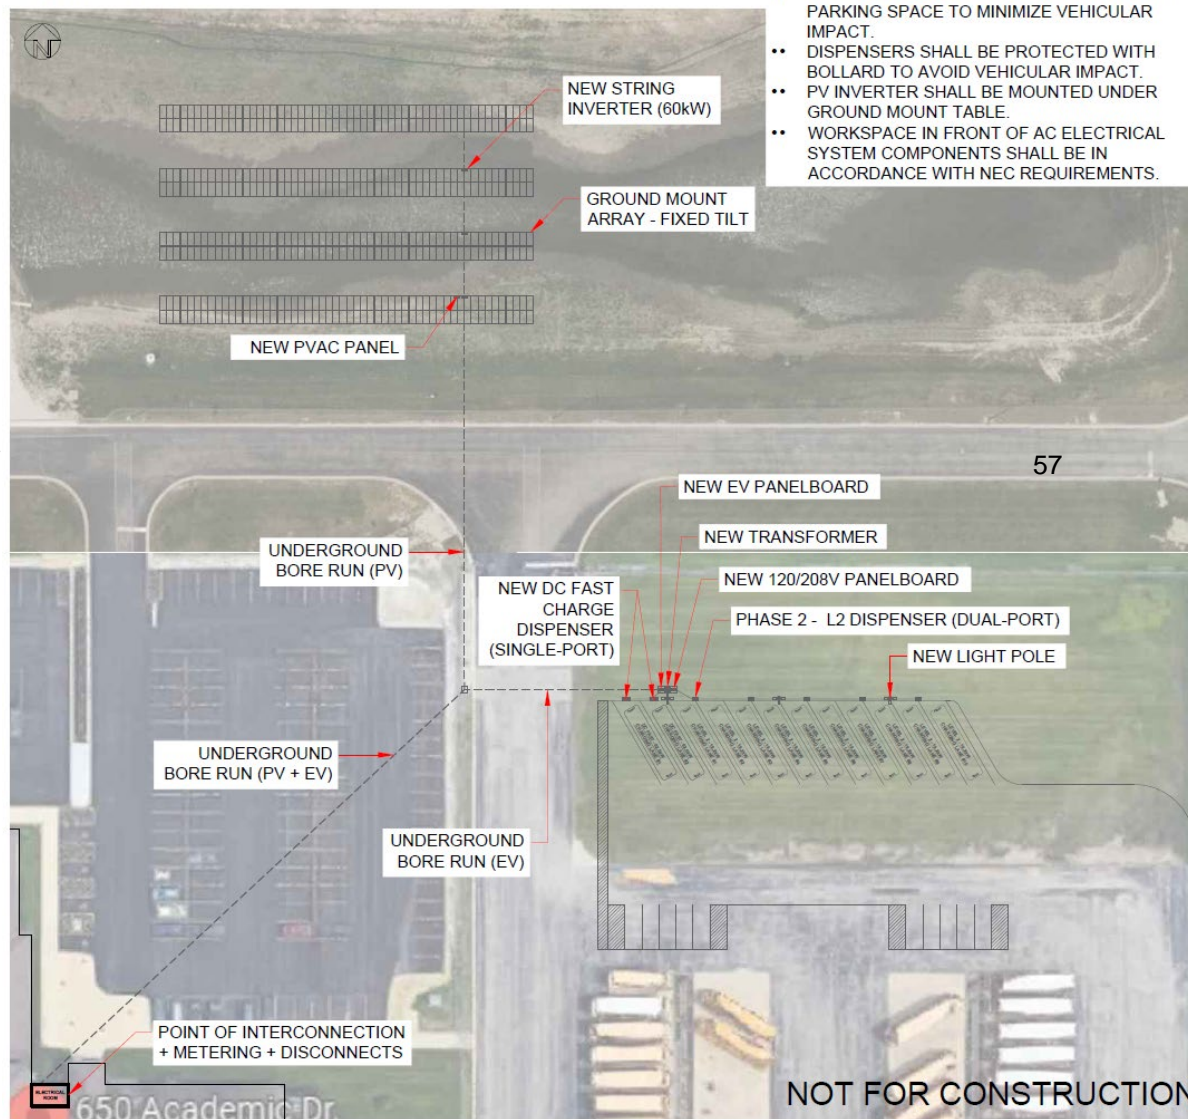 N
PARKING SPACE TO MINIMIZE VEHICULAR
IMPACT.
•• DISPENSERS SHALL BE PROTECTED WITH
BOLLARD TO AVOID VEHICULAR IMPACT.
•• PV INVERTER SHALL BE MOUNTED UNDER
GROUND MOUNT TABLE.
•• WORKSPACE IN FRONT OF AC ELECTRICAL
SYSTEM COMPONENTS SHALL BE IN
ACCORDANCE WITH NEC REQUIREMENTS.
NEW STRING
INVERTER (60kW)
GROUND MOUNT
ARRAY - FIXED TILT
NEW PVAC PANEL
57
NEW EV PANELBOARD
NEW TRANSFORMER
UNDERGROUND
BORE RUN (PV)
NEW 120/208V PANELBOARD
NEW DC FAST
CHARGE
DISPENSER
(SINGLE-PORT)
PHASE 2 - L2 DISPENSER (DUAL-PORT)
NEW LIGHT POLE
UNDERGROUND
BORE RUN (PV + EV)
UNDERGROUND
BORE RUN (EV)
POINT OF INTERCONNECTION
+ METERING + DISCONNECTS
ELECTRICAL
ROOM
650 Academic Dr.
NOT FOR CONSTRUCTION